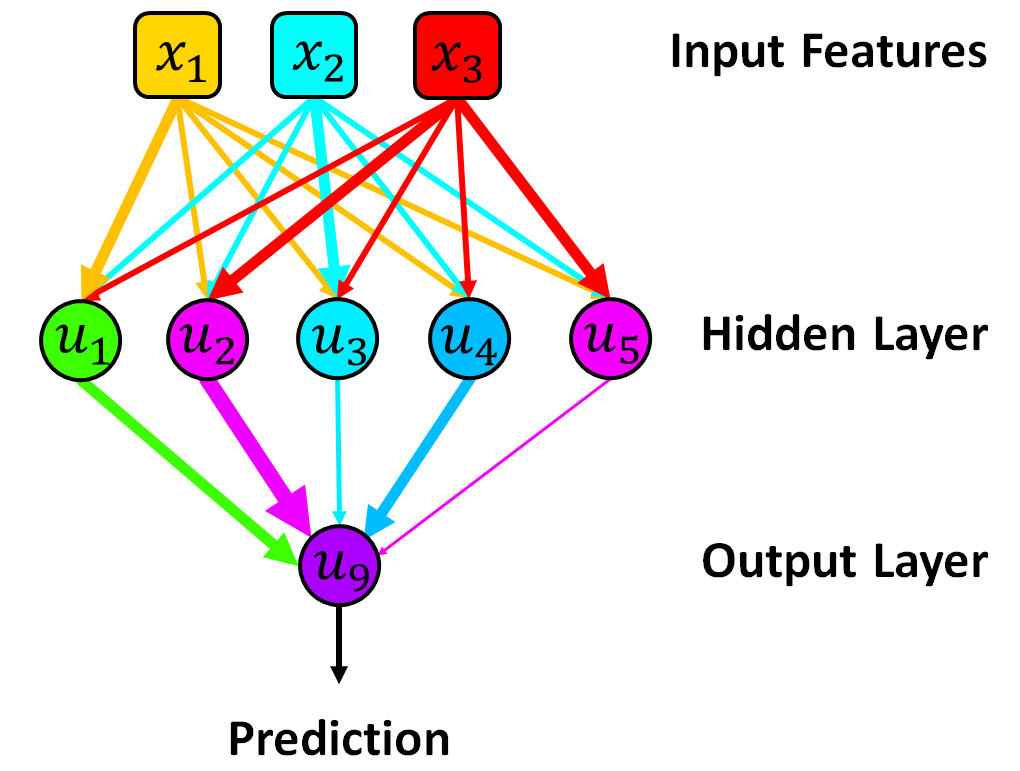 x₁ x₂ x₃ Input Features
u₁ u₂ u₃ u₄ u₅ Hidden Layer
u₉ Output Layer
Prediction